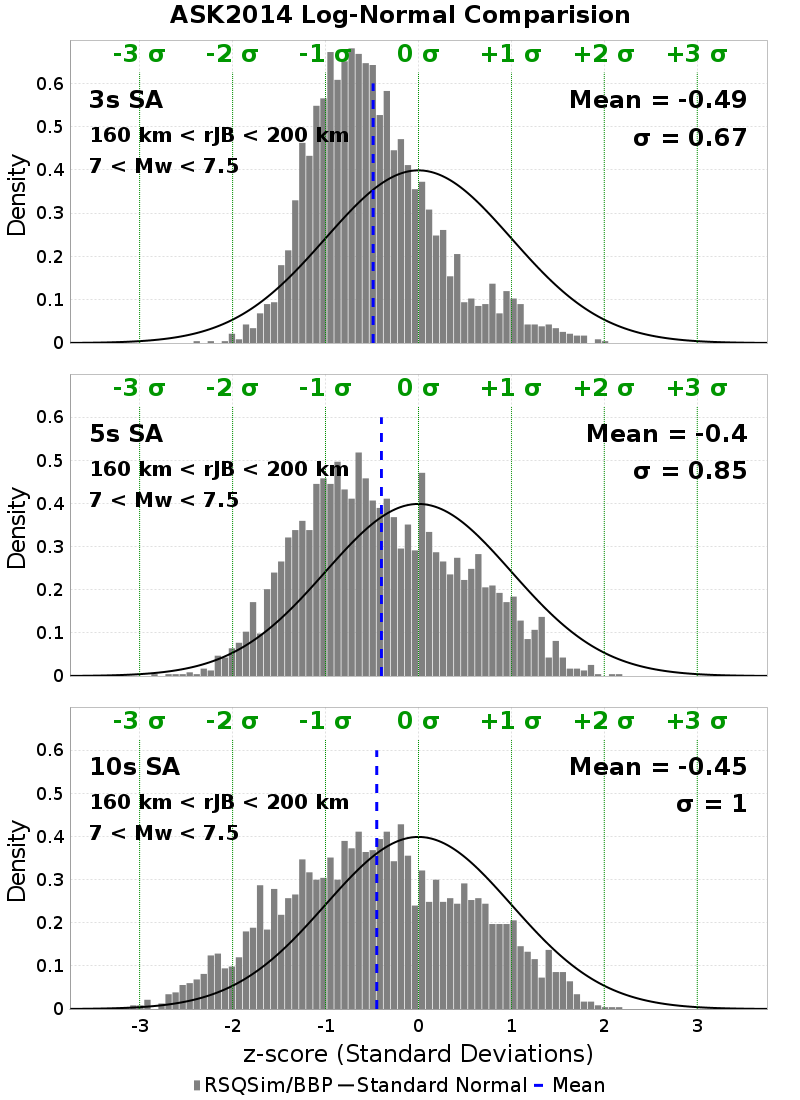 ASK2014 Log-Normal Comparision
-3 σ -2 σ -1 σ 0 σ +1 σ +2 σ +3 σ
3s SA
Mean = -0.49
160 km < rJB < 200 km
σ = 0.67
7 < Mw < 7.5
Density
0.6
0.5
0.4
0.3
0.2
0.1
0
-3 σ -2 σ -1 σ 0 σ +1 σ +2 σ +3 σ
5s SA
Mean = -0.4
160 km < rJB < 200 km
σ = 0.85
7 < Mw < 7.5
Density
0.6
0.5
0.4
0.3
0.2
0.1
0
-3 σ -2 σ -1 σ 0 σ +1 σ +2 σ +3 σ
10s SA
Mean = -0.45
160 km < rJB < 200 km
σ = 1
7 < Mw < 7.5
Density
0.6
0.5
0.4
0.3
0.2
0.1
0
-3 -2 -1 0 1 2 3
z-score (Standard Deviations)
RSQSim/BBP Standard Normal Mean